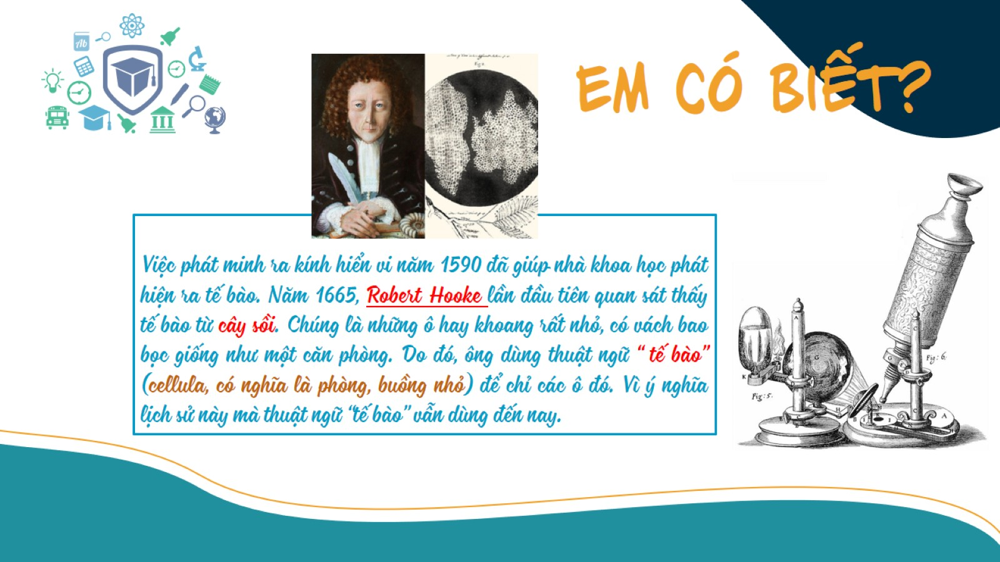 Ab
EM CÓ BIẾT?
Fig 2.
Việc phát minh ra kính hiển vi năm 1590 đã giúp nhà khoa học phát
hiện ra tế bào. Năm 1665, Robert Hooke lần đầu tiên quan sát thấy
tế bào từ cây sồi. Chúng là những ô hay khoang rất nhỏ, có vách bao
bọc giống như một căn phòng. Do đó, ông dùng thuật ngữ “ tế bào”
(cellula, có nghĩa là phòng, buồng nhỏ) để chỉ các ô đó. Vì ý nghĩa
lịch sử này mà thuật ngữ “tế bào” vẫn dùng đến nay.
Fig: 5.
Fig: 6.